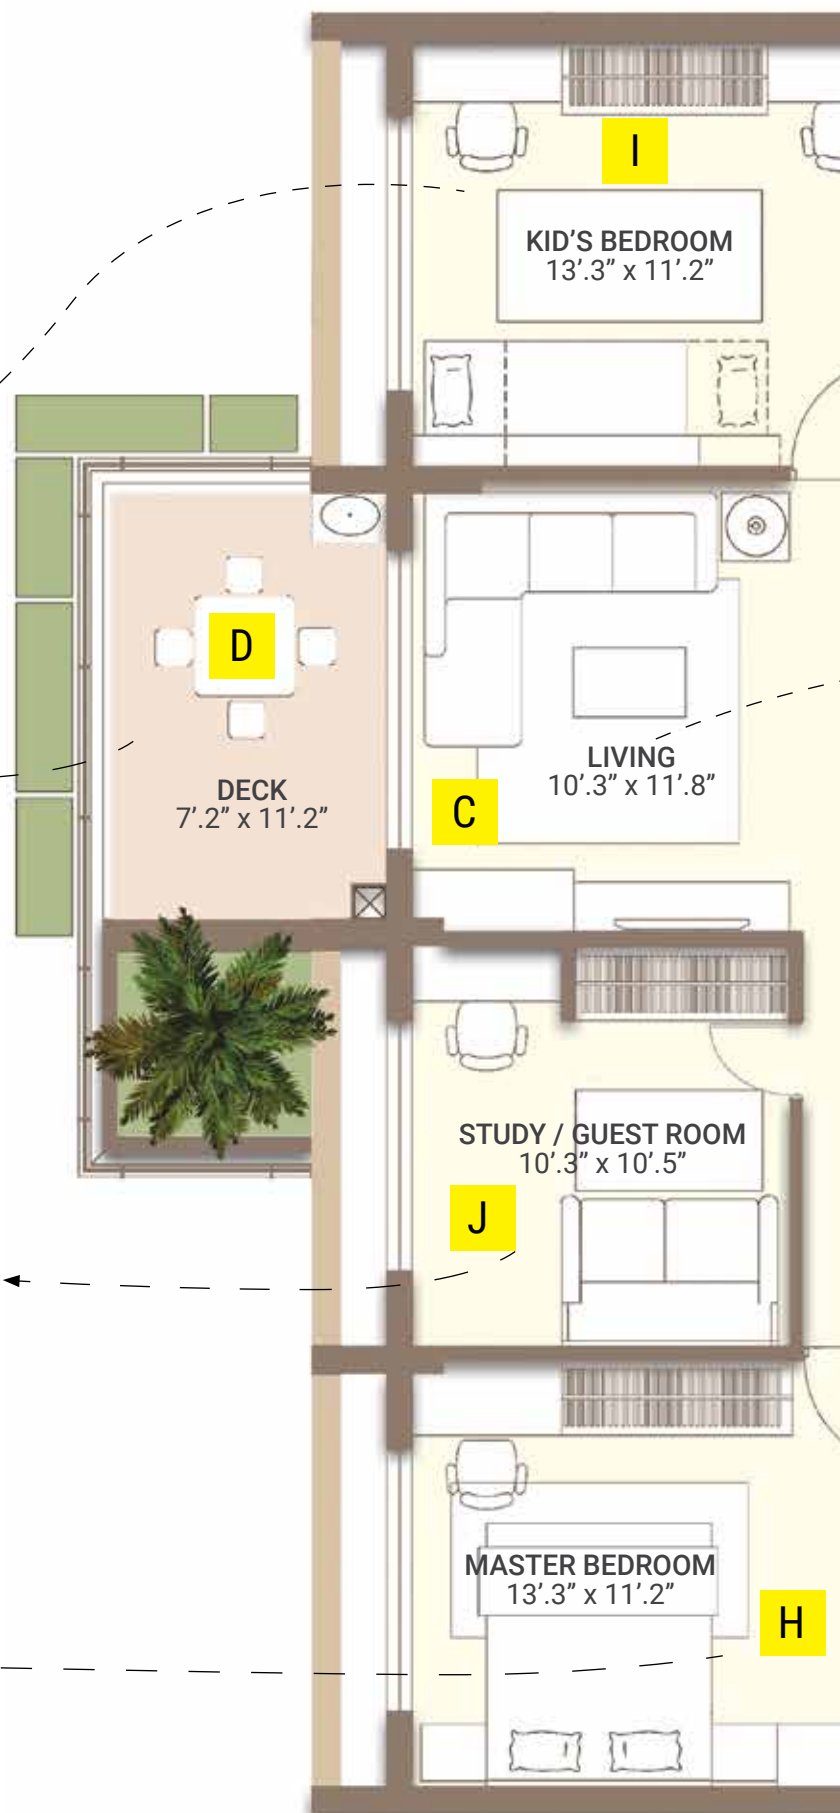 I
KID’S BEDROOM
13’.3” x 11’.2”
D
DECK
7’.2” x 11’.2”
LIVING
10’.3” x 11’.8”
C
STUDY / GUEST ROOM
10’.3” x 10’.5”
J
MASTER BEDROOM
13’.3” x 11’.2”
H